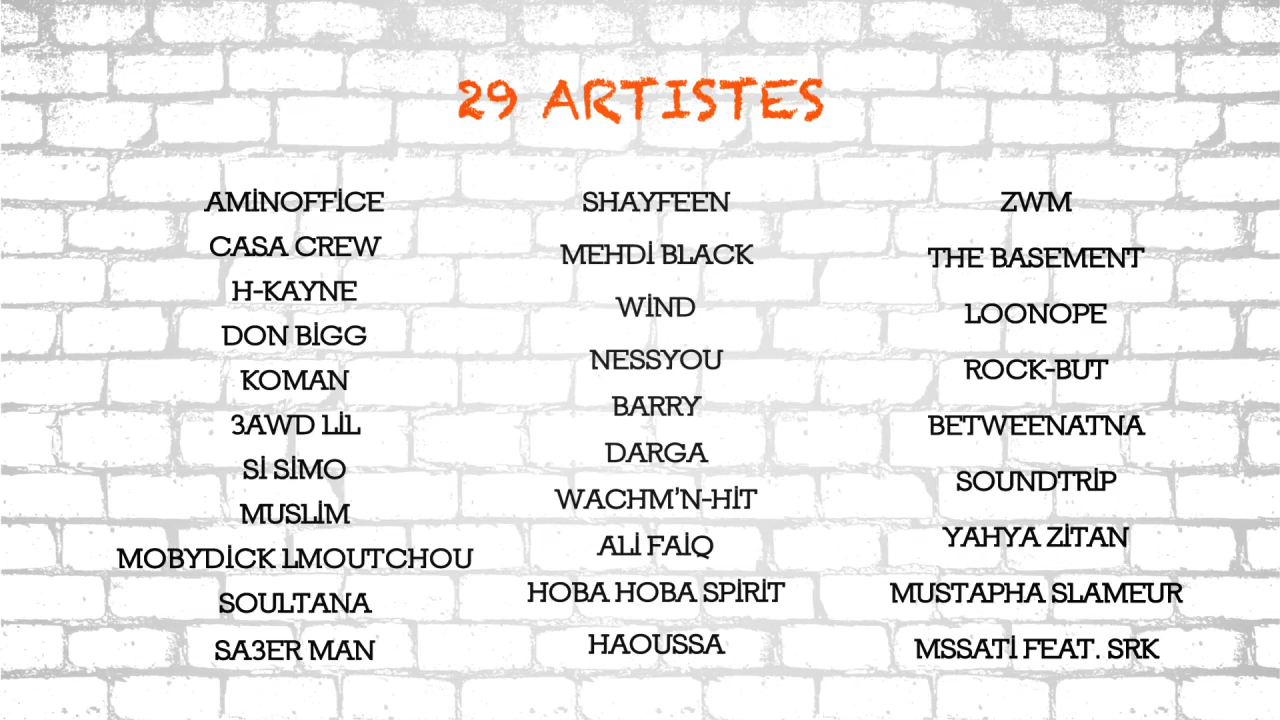 29 ARTISTES
AMİNOFFİCE
CASA CREW
H-KAYNE
DON BİGG
KOMAN
3AWD LİL
Sİ SİMO
MUSLİM
MOBYDİCK LMOUTCHOU
SOULTANA
SA3ER MAN
SHAYFEEN
MEHDİ BLACK
WİND
NESSYOU
BARRY
DARGA
WACHM'N-HİT
ALİ FAİQ
HOBA HOBA SPİRİT
HAOUSSA
ZWM
THE BASEMENT
LOONOPE
ROCK-BUT
BETWEENATNA
SOUNDTRİP
YAHYA ZİTAN
MUSTAPHA SLAMEUR
MSSATİ FEAT. SRK